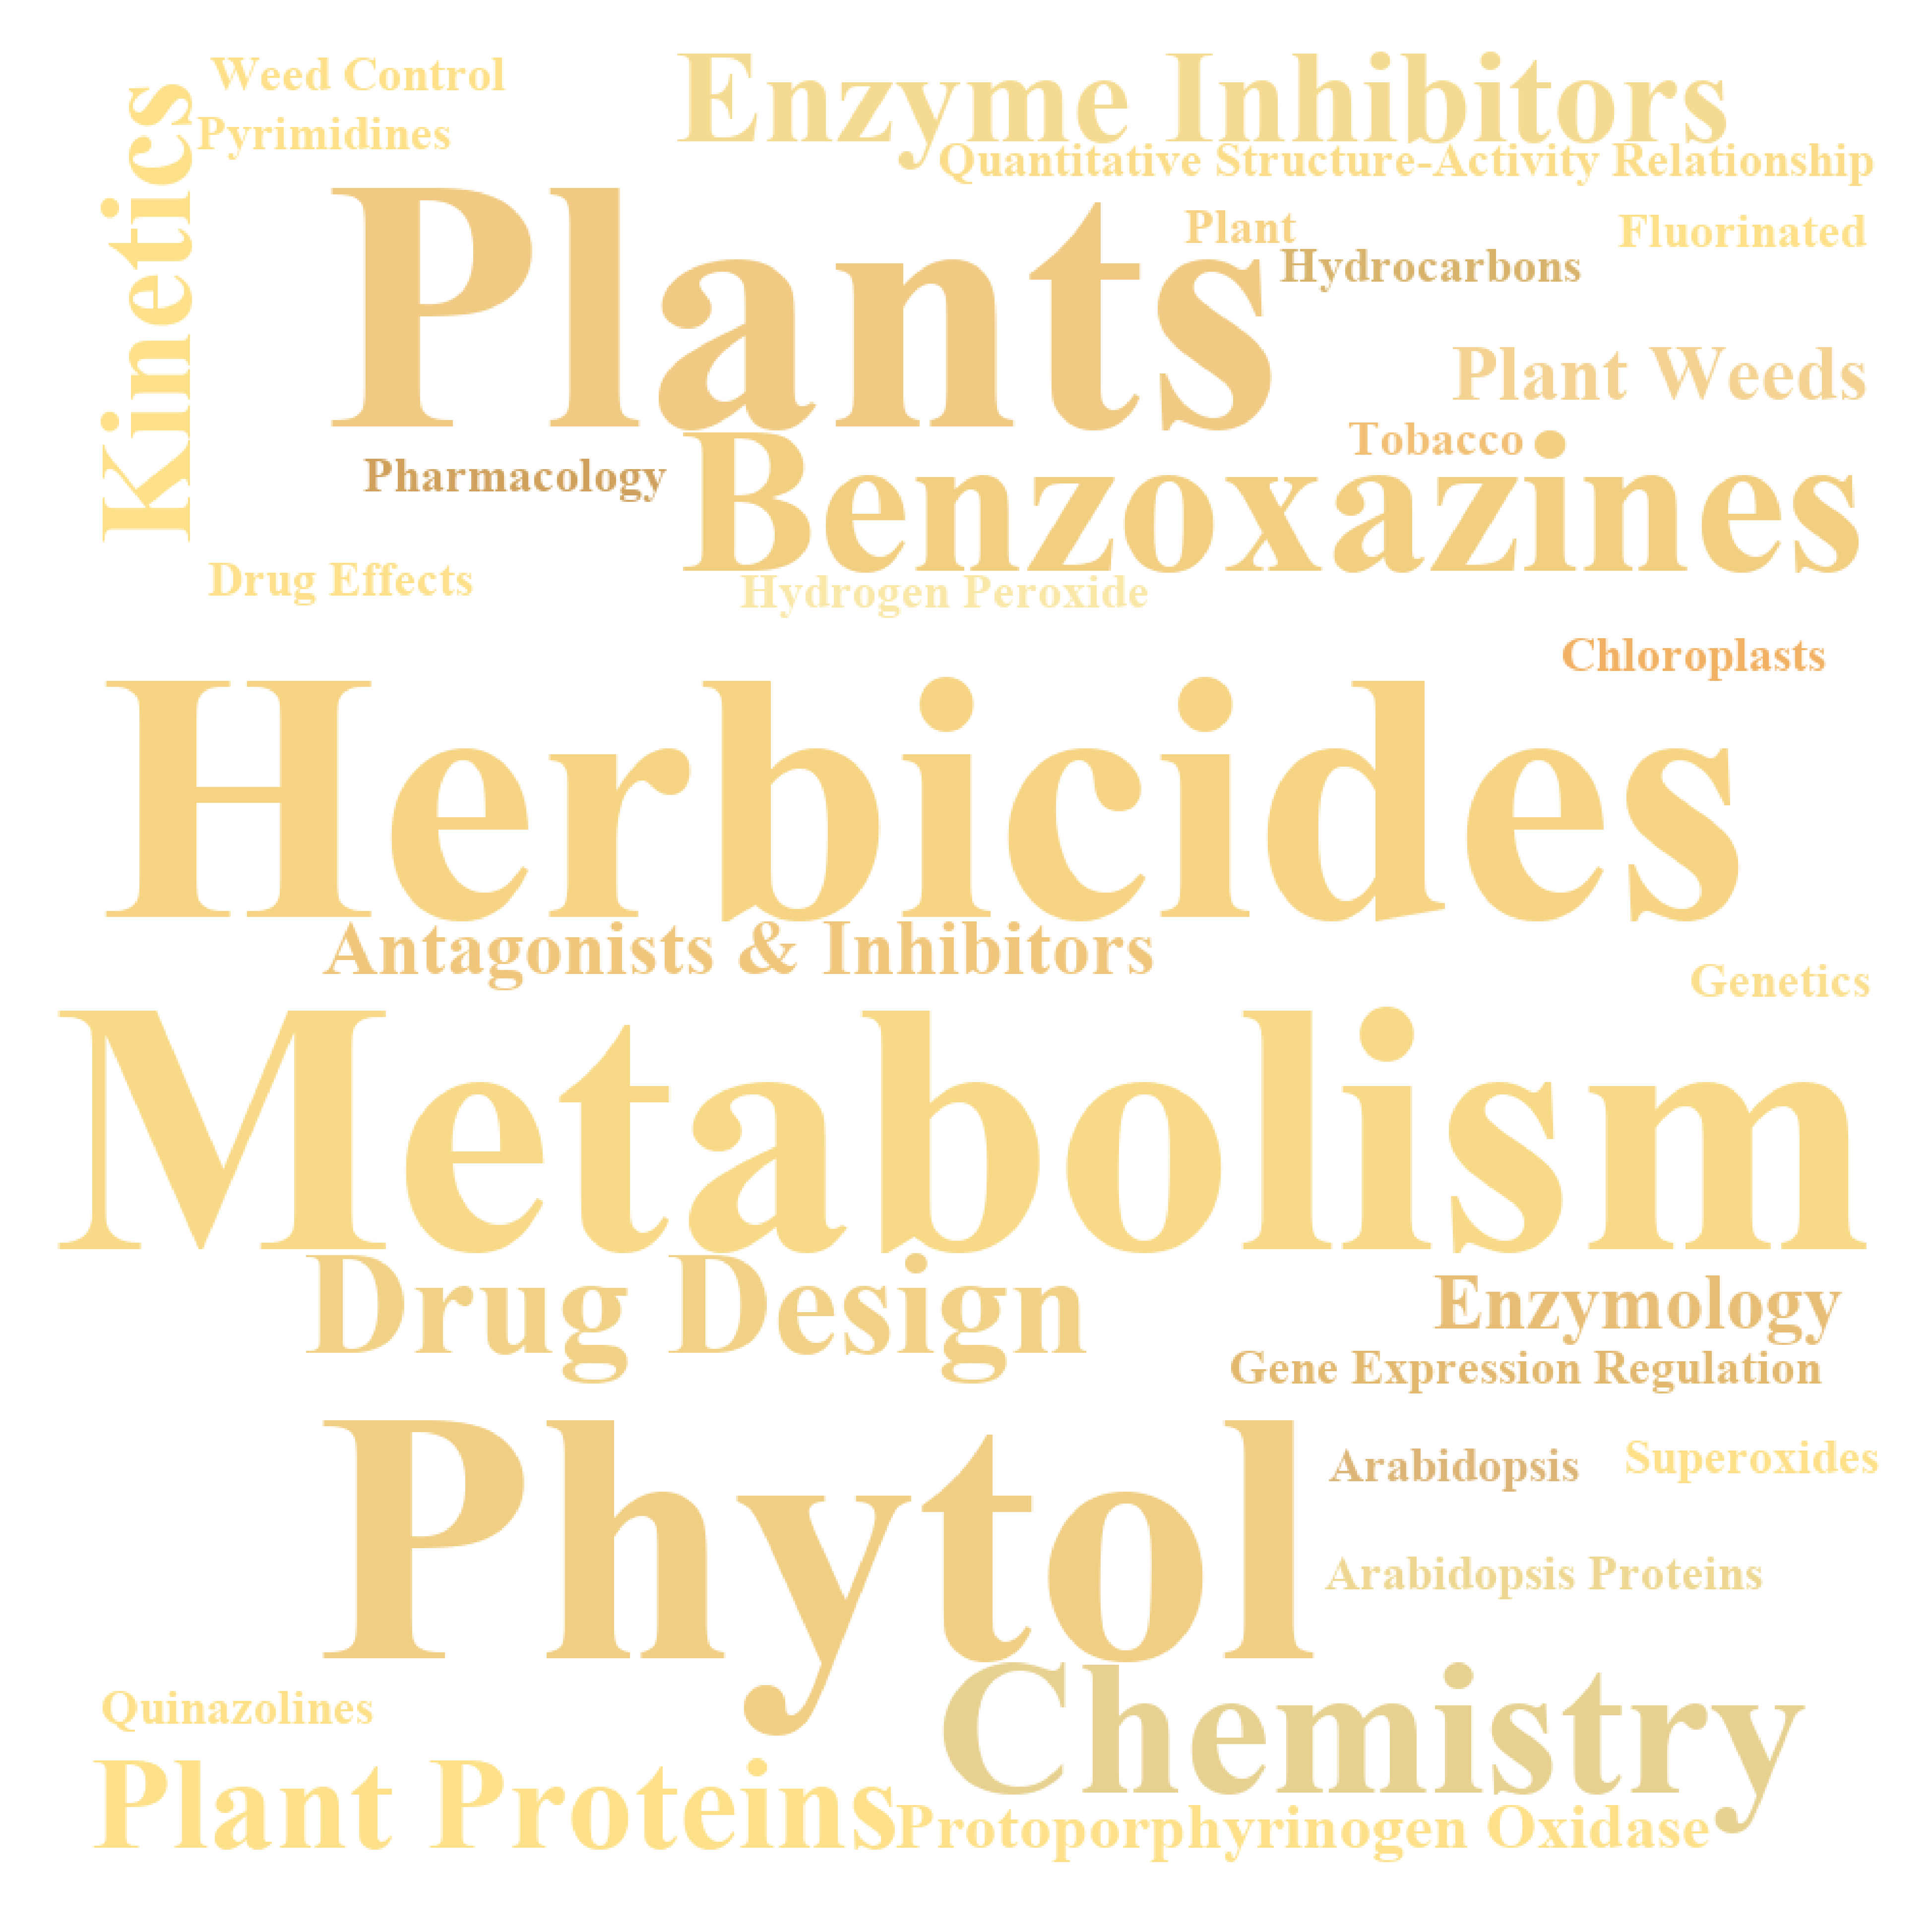 Weed Control
Enzyme Inhibitors
Kinetics
Pyrimidines
Quantitative Structure-Activity Relationship
Plants
Plant
Fluorinated
Hydrocarbons
Plant Weeds
Tobacco
Pharmacology
Benzoxazines
Drug Effects
Hydrogen Peroxide
Chloroplasts
Herbicides
Antagonists & Inhibitors
Genetics
Metabolism
Drug Design
Enzymology
Gene Expression Regulation
Phytol
Arabidopsis
Superoxides
Arabidopsis Proteins
Quinazolines
Chemistry
Plant Proteins
Protoporphyrinogen Oxidase